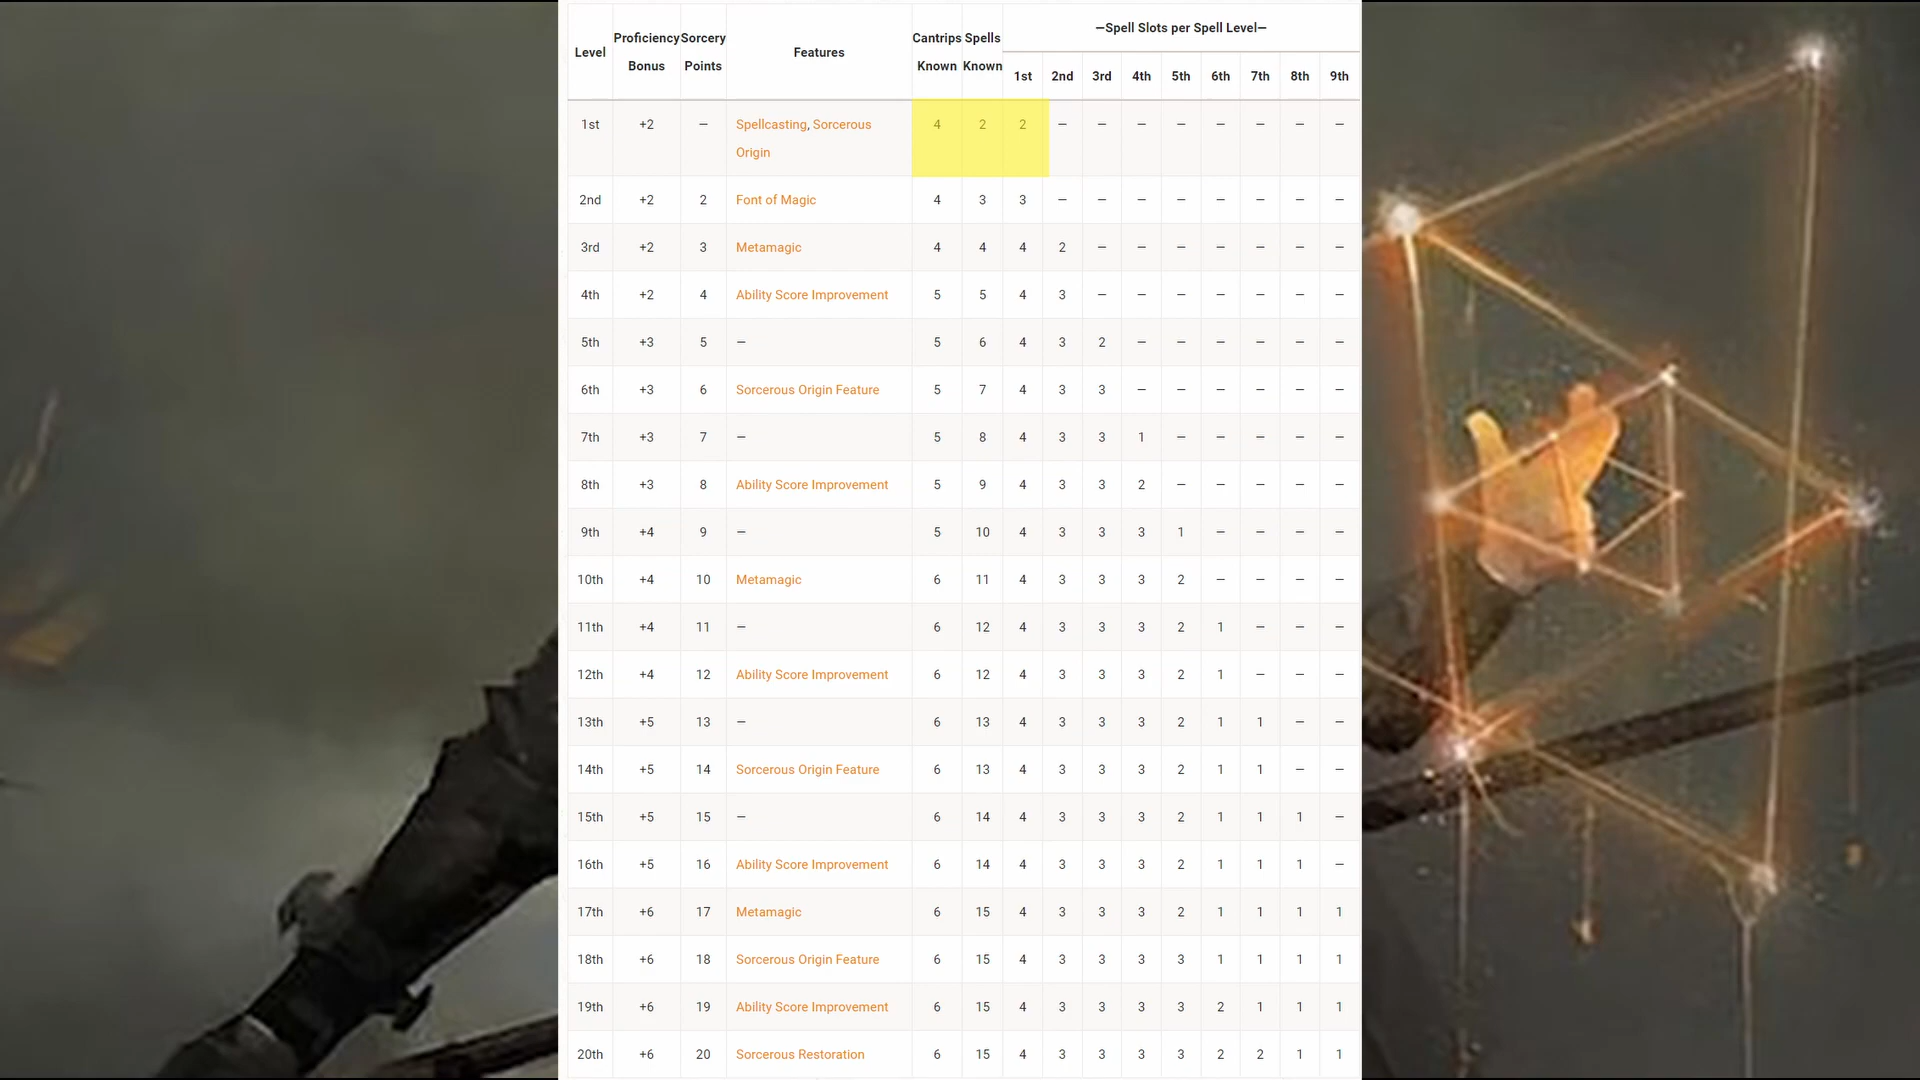 Level Proficiency Bonus Sorcery Points Features Cantrips Known Spells Known —Spell Slots per Spell Level—
1st 2nd 3rd 4th 5th 6th 7th 8th 9th
1st +2 — Spellcasting, Sorcerous Origin 4 2 2 — — — — — — — —
2nd +2 2 Font of Magic 4 3 3 — — — — — — — —
3rd +2 3 Metamagic 4 4 4 2 — — — — — — —
4th +2 4 Ability Score Improvement 5 5 4 3 — — — — — — —
5th +3 5 — 5 6 4 3 2 — — — — — —
6th +3 6 Sorcerous Origin Feature 5 7 4 3 3 — — — — — —
7th +3 7 — 5 8 4 3 3 1 — — — — —
8th +3 8 Ability Score Improvement 5 9 4 3 3 2 — — — — —
9th +4 9 — 5 10 4 3 3 3 1 — — — —
10th +4 10 Metamagic 6 11 4 3 3 3 2 — — — —
11th +4 11 — 6 12 4 3 3 3 2 1 — — —
12th +4 12 Ability Score Improvement 6 12 4 3 3 3 2 1 — — —
13th +5 13 — 6 13 4 3 3 3 2 1 1 — —
14th +5 14 Sorcerous Origin Feature 6 13 4 3 3 3 2 1 1 — —
15th +5 15 — 6 14 4 3 3 3 2 1 1 1 —
16th +5 16 Ability Score Improvement 6 14 4 3 3 3 2 1 1 1 —
17th +6 17 Metamagic 6 15 4 3 3 3 2 1 1 1 1
18th +6 18 Sorcerous Origin Feature 6 15 4 3 3 3 3 1 1 1 1
19th +6 19 Ability Score Improvement 6 15 4 3 3 3 3 2 1 1 1
20th +6 20 Sorcerous Restoration 6 15 4 3 3 3 3 2 2 1 1